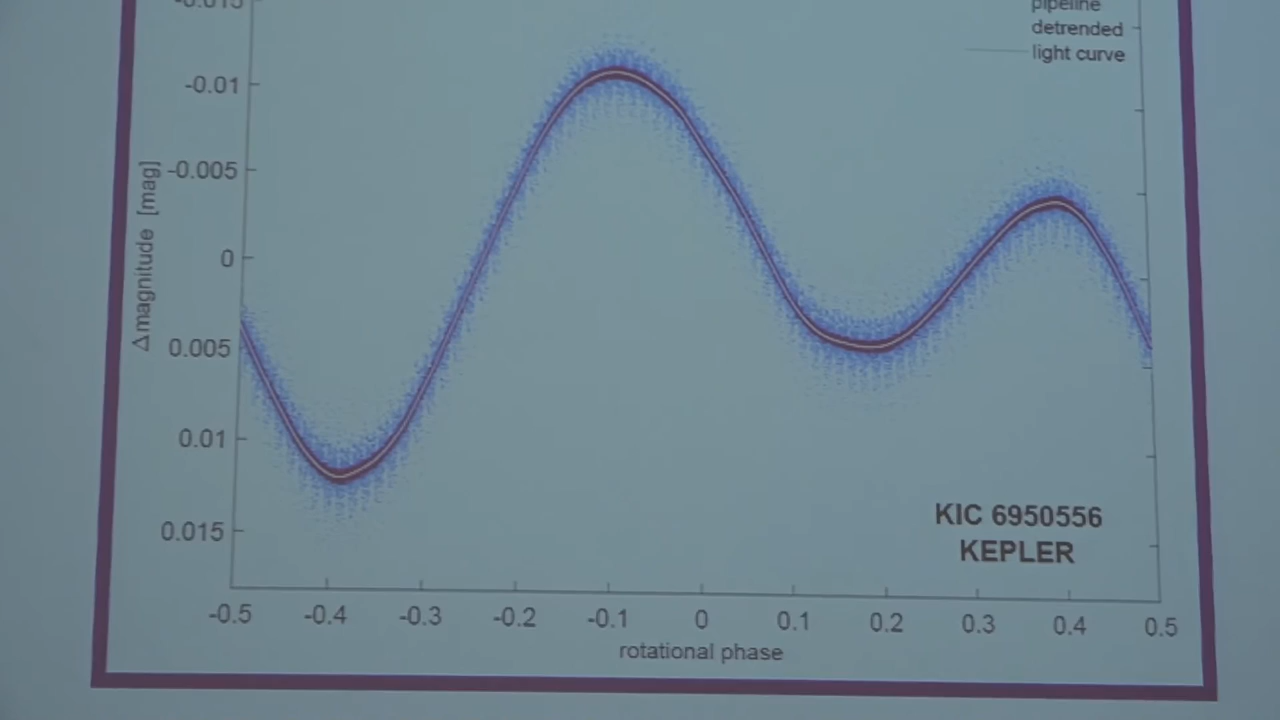 -0.015
pipeline
detrended
light curve
-0.01
-0.005
0
0.005
0.01
0.015
Δmagnitude [mag]
KIC 6950556
KEPLER
-0.5 -0.4 -0.3 -0.2 -0.1 0 0.1 0.2 0.3 0.4 0.5
rotational phase